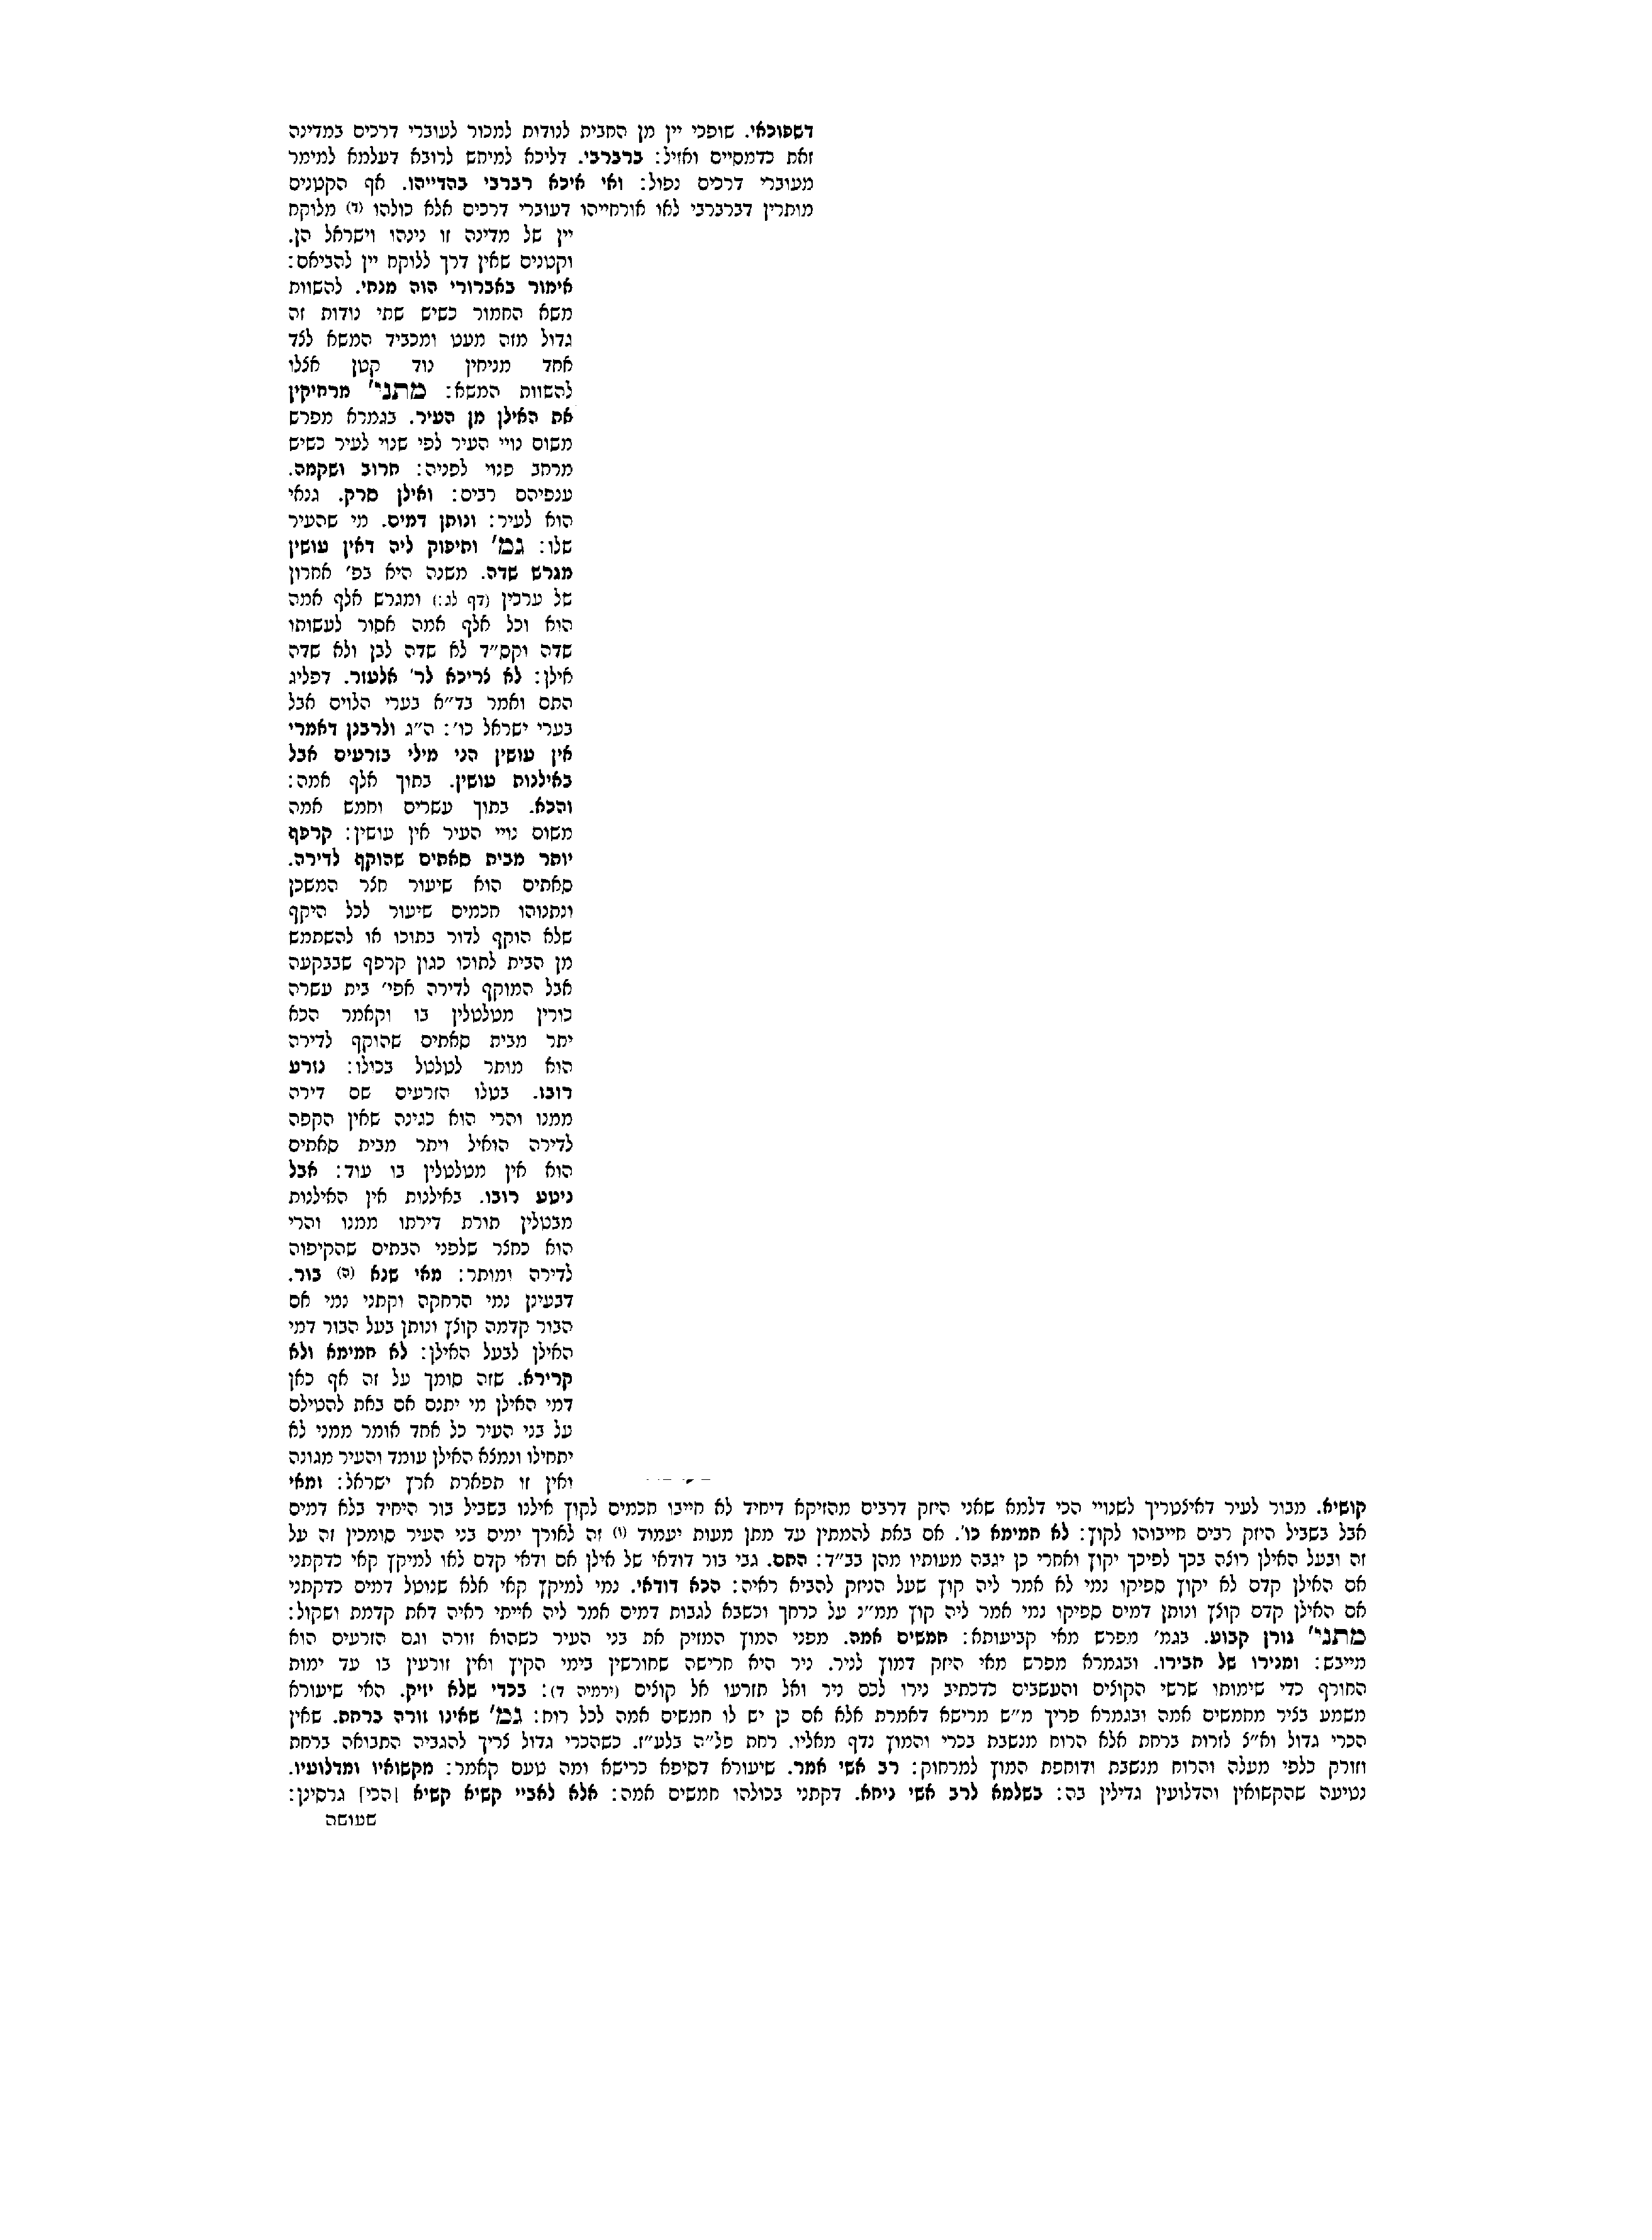 דשפוכאי. שופכי יין מן החבית לנודות למכור לעוברי דרכים במדינה
זאת כדמסיים ואזיל: ברברבי. דליכא למיחש לרובא דעלמא למימר
מעוברי דרכים נפול: ואי איכא רברבי בהדייהו. אף הקטנים
מותרין דברברבי לאו אורחייהו דעוברי דרכים אלא כולהו (ד) מלוקח
יין של מדינה זו נינהו וישראל הן.
וקטנים שאין דרך ללוקח יין להביאם:
אימור באברורי הוה מנחי. להשוות
משא החמור כשיש שתי נודות זה
גדול מזה מעט ומכביד המשא לצד
אחד מניחין נוד קטן אצלו
להשוות המשא: מתני' מרחיקין
את האילן מן העיר. בגמרא מפרש
משום נויי העיר לפי שנוי לעיר כשיש
מרחב פנוי לפניה: חרוב ושקמה.
ענפיהם רבים: ואילן סרק. גנאי
הוא לעיר: ונותן דמים. מי שהעיר
שלו: גמ' ותיפוק ליה דאין עושין
מגרש שדה. משנה היא בפ' אחרון
של ערכין (דף לג:) ומגרש אלף אמה
הוא וכל אלף אמה אסור לעשותו
שדה וקס"ד לא שדה לבן ולא שדה
אילן: לא צריכא לר' אלעזר. דפליג
התם ואמר בד"א בערי הלוים אבל
בערי ישראל כו': ה"ג ולרבנן דאמרי
אין עושין הני מילי בזרעים אבל
באילנות עושין. בתוך אלף אמה:
והכא. בתוך עשרים וחמש אמה
משום נויי העיר אין עושין: קרפף
יותר מבית סאתים שהוקף לדירה.
סאתים הוא שיעור חצר המשכן
ונתנוהו חכמים שיעור לכל היקף
שלא הוקף לדור בתוכו או להשתמש
מן הבית לתוכו כגון קרפף שבבקעה
אבל המוקף לדירה אפי' בית עשרה
כורין מטלטלין בו וקאמר הכא
יתר מבית סאתים שהוקף לדירה
הוא מותר לטלטל בכולו: נזרע
רובו. בטלו הזרעים שם דירה
ממנו והרי הוא כגינה שאין הקפה
לדירה הואיל ויתר מבית סאתים
הוא אין מטלטלין בו עוד: אבל
ניטע רובו. באילנות אין האילנות
מבטלין תורת דירתו ממנו והרי
הוא כחצר שלפני הבתים שהקיפוה
לדירה ומותר: מאי שנא (ה) בור.
דבעינן נמי הרחקה וקתני נמי אם
הבור קדמה קוצץ ונותן בעל הבור דמי
האילן לבעל האילן: לא חמימא ולא
קרירא. שזה סומך על זה אף כאן
דמי האילן מי יתנם אם באת להטילם
על בני העיר כל אחד אומר ממני לא
יתחילו ונמצא האילן עומד והעיר מגונה
ואין זו תפארת ארץ ישראל: ומאי
קושיא. מבור לעיר דאיצטריך לשנויי הכי דלמא שאני היזק דרבים מהזיקא דיחיד לא חייבו חכמים לקוץ אילנו בשביל בור היחיד בלא דמים
אבל בשביל היזק רבים חייבוהו לקוץ: לא חמימא כו'. אם באת להמתין עד מתן מעות יעמוד (ו) זה לאורך ימים בני העיר סומכין זה על
זה ובעל האילן רוצה בכך לפיכך יקוץ ואחרי כן יגבה מעותיו מהן בב"ד: התם. גבי בור דודאי של אילן אם ודאי קדם לאו למיקץ קאי כדקתני
אם האילן קדם לא יקוץ ספיקו נמי לא אמר ליה קוץ שעל הניזק להביא ראיה: הכא דודאי. נמי למיקץ קאי אלא שנוטל דמים כדקתני
אם האילן קדם קוצץ ונותן דמים ספיקו נמי אמר ליה קוץ ממ"נ על כרחך וכשבא לגבות דמים אמר ליה אייתי ראיה דאת קדמת ושקול:
מתני' גורן קבוע. בגמ' מפרש מאי קביעותא: חמשים אמה. מפני המוץ המזיק את בני העיר כשהוא זורה וגם הזרעים הוא
מייבש: ומנירו של חבירו. ובגמרא מפרש מאי היזק דמוץ לניר. ניר היא חרישה שחורשין בימי הקיץ ואין זורעין בו עד ימות
החורף כדי שימותו שרשי הקוצים והעשבים כדכתיב נירו לכם ניר ואל תזרעו אל קוצים (ירמיה ד): בכדי שלא יזיק. האי שיעורא
משמע בציר מחמשים אמה ובגמרא פריך מ"ש מרישא דאמרת אלא אם כן יש לו חמשים אמה לכל רוח: גמ' שאינו זורה ברחת. שאין
הכרי גדול וא"צ לזרות ברחת אלא הרוח מנשבת בכרי והמוץ נדף מאליו. רחת פל"ה בלע"ז. כשהכרי גדול צריך להגביה התבואה ברחת
וזורק כלפי מעלה והרוח מנשבת ודוחפת המוץ למרחוק: רב אשי אמר. שיעורא דסיפא כרישא ומה טעם קאמר: מקשואיו ומדלועיו.
נטיעה שהקשואין והדלועין גדילין בה: בשלמא לרב אשי ניחא. דקתני בכולהו חמשים אמה: אלא לאביי קשיא קשיא [הכי] גרסינן:
שעושה